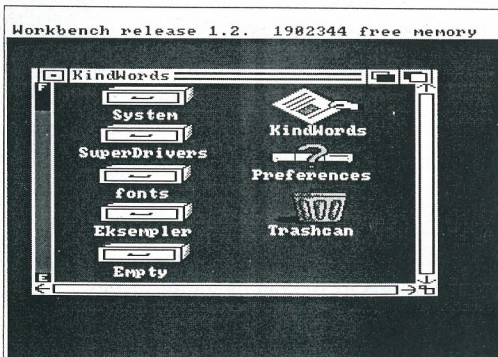 Workbench release 1.2. 1902344 free memory
KindWords
F
System
SuperDrivers
fonts
Eksempler
Empty
KindWords
Preferences
Trashcan
E